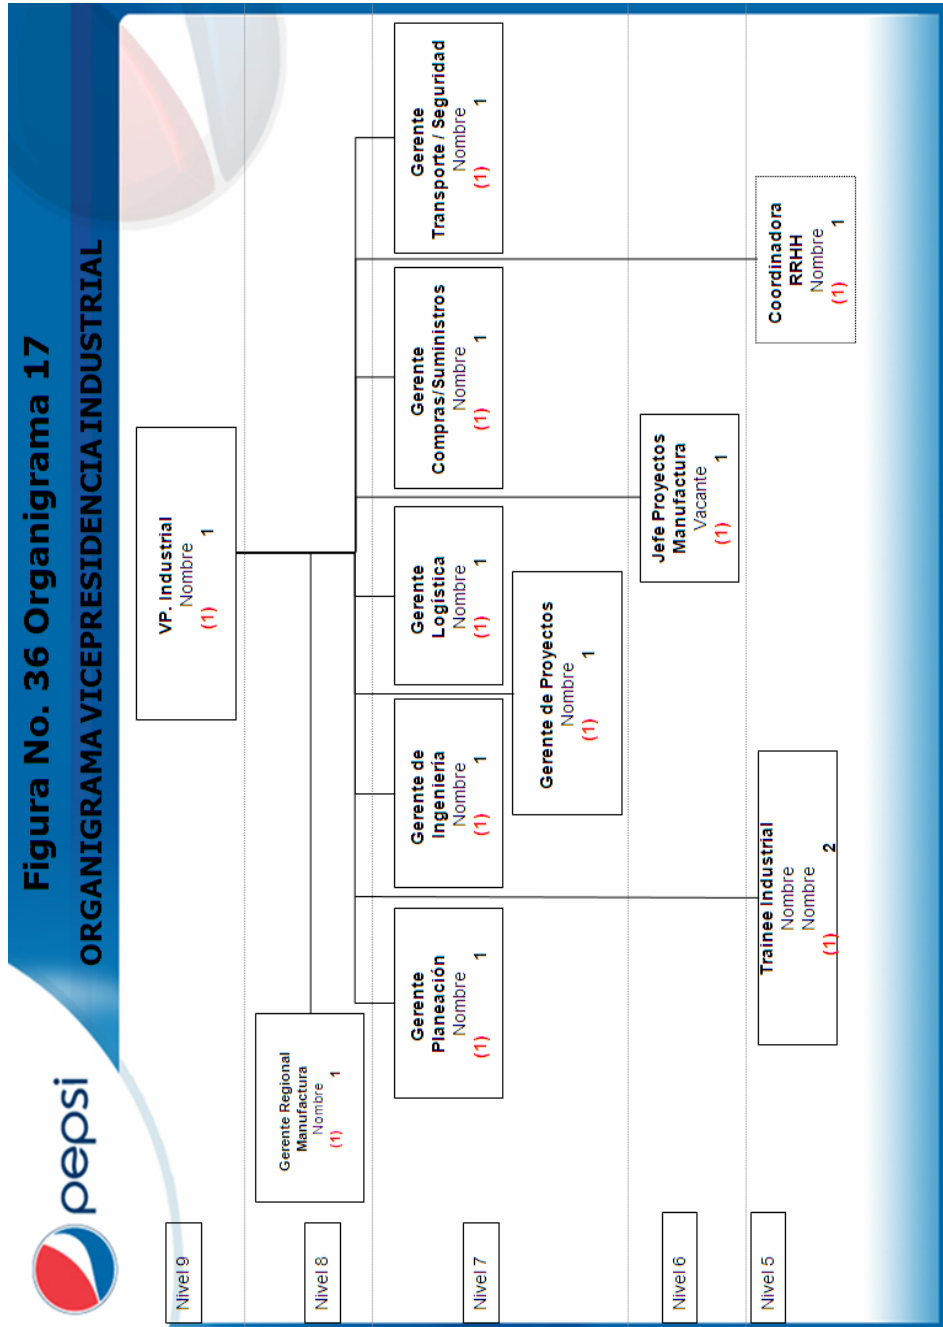 Figura No. 36 Organigrama 17
ORGANIGRAMA VICEPRESIDENCIA INDUSTRIAL
pepsi
Nivel 9
VP. Industrial
Nombre
(1) 1
Nivel 8
Gerente Regional
Manufactura
Nombre
(1) 1
Nivel 7
Gerente
Planeación
Nombre
(1) 1
Gerente de
Ingeniería
Nombre
(1) 1
Gerente
Logística
Nombre
(1) 1
Gerente
Compras/Suministros
Nombre
(1) 1
Gerente
Transporte / Seguridad
Nombre
(1) 1
Gerente de Proyectos
Nombre
(1) 1
Nivel 6
Jefe Proyectos
Manufactura
Vacante
(1) 1
Nivel 5
Trainee Industrial
Nombre
Nombre
(1) 2
Coordinadora
RRHH
Nombre
(1) 1